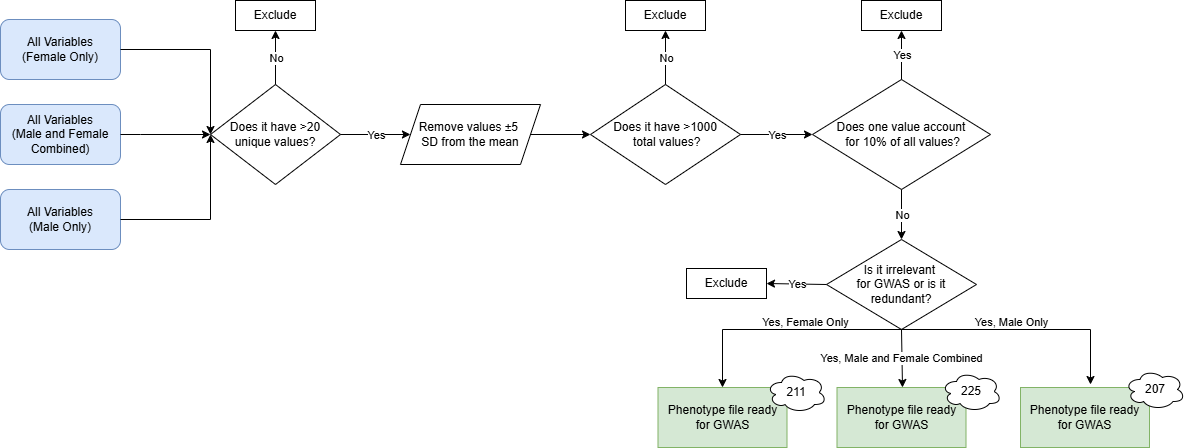 Exclude
Exclude
Exclude
All Variables
(Female Only)
No
No
Yes
All Variables
(Male and Female
Combined)
Does it have >20
unique values?
Yes
Remove values ±5
SD from the mean
Does it have >1000
total values?
Yes
Does one value account
for 10% of all values?
All Variables
(Male Only)
No
Is it irrelevant
for GWAS or is it
redundant?
Yes
Exclude
Yes, Female Only
Yes, Male Only
Yes, Male and Female Combined
211
225
207
Phenotype file ready
for GWAS
Phenotype file ready
for GWAS
Phenotype file ready
for GWAS